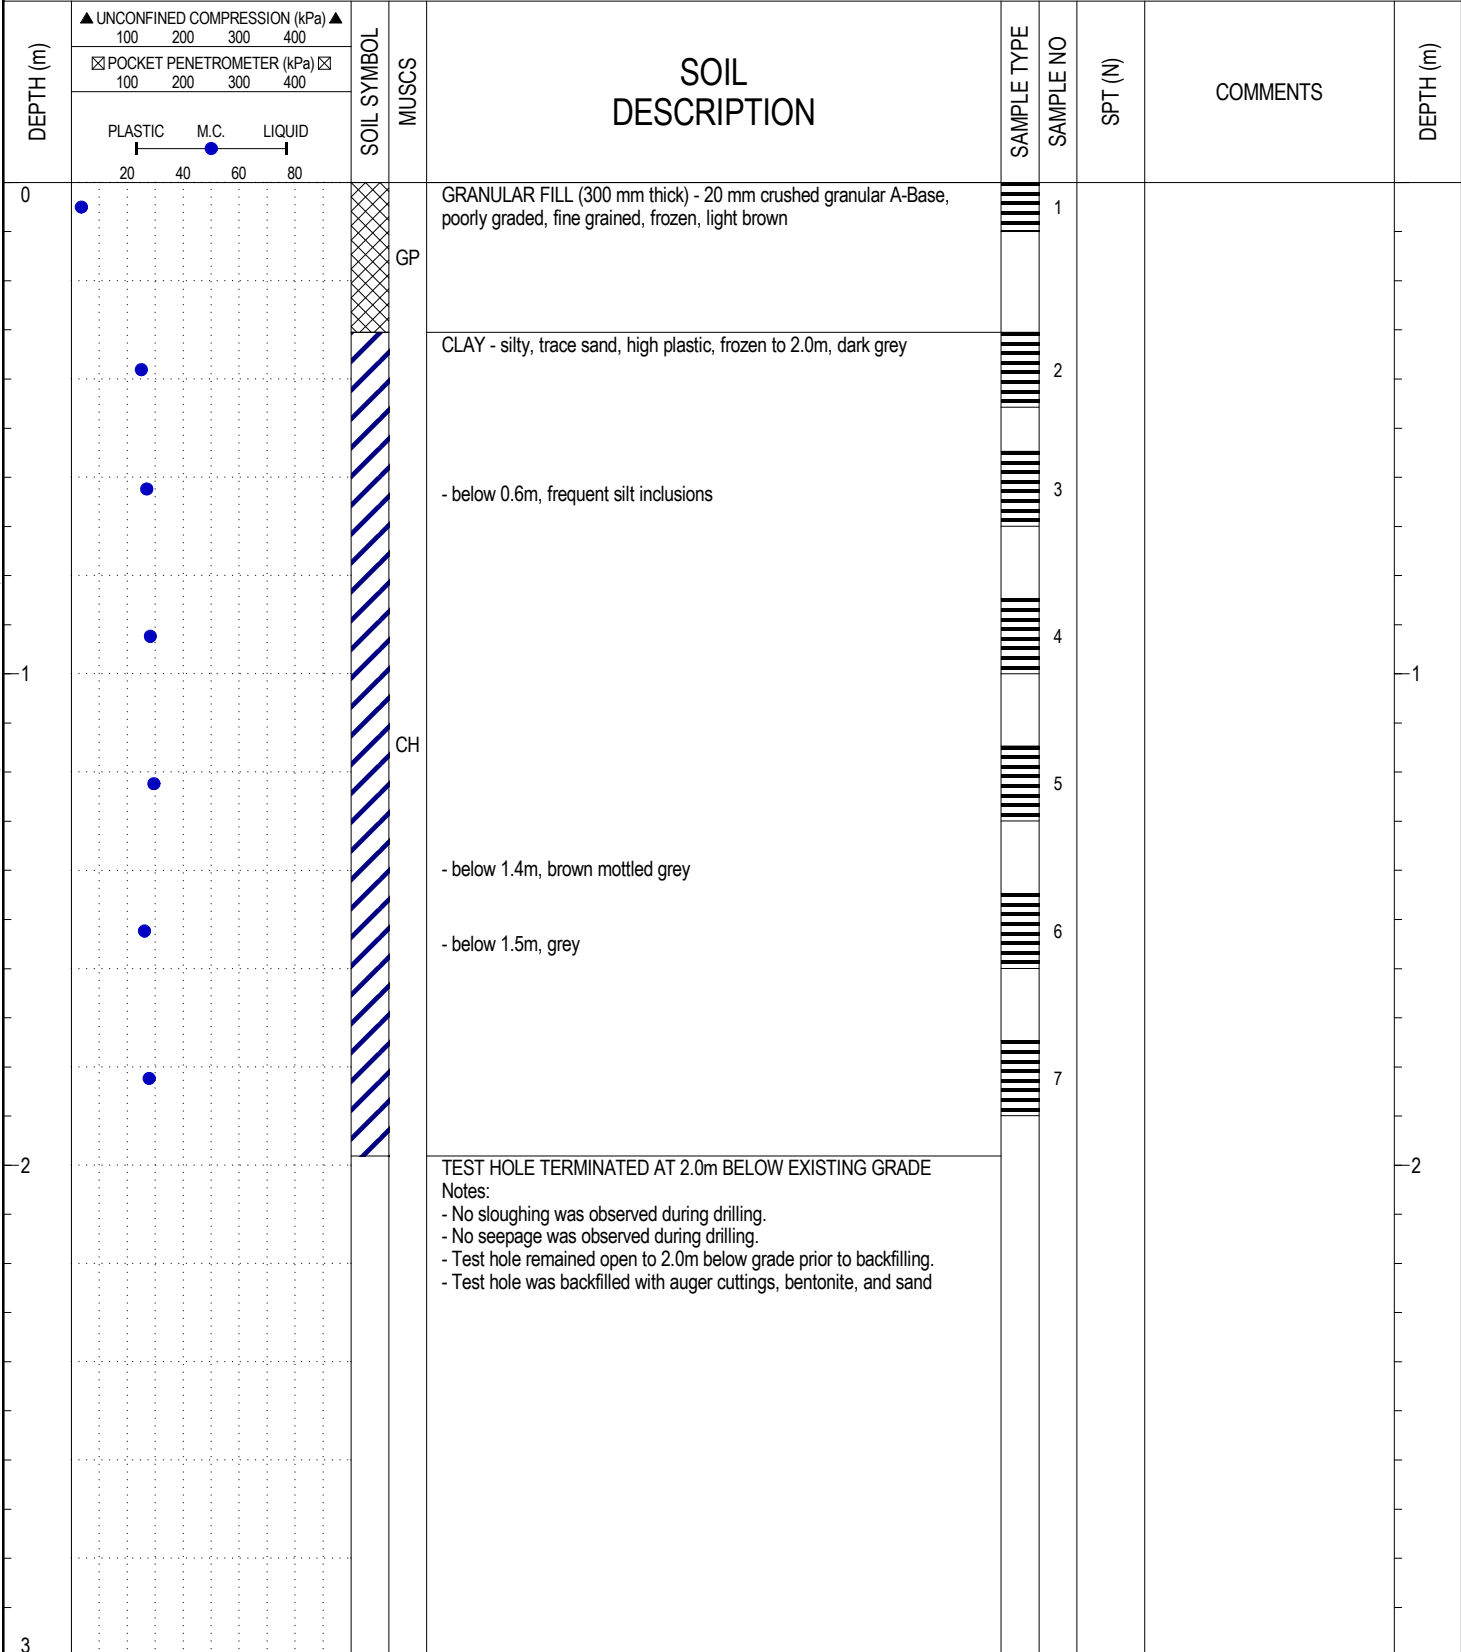 DEPTH (m)
▲ UNCONFINED COMPRESSION (kPa) ▲
100 200 300 400
☒ POCKET PENETROMETER (kPa) ☒
100 200 300 400
PLASTIC M.C. LIQUID
20 40 60 80
SOIL SYMBOL
MUSCS
SOIL
DESCRIPTION
SAMPLE TYPE
SAMPLE NO
SPT (N)
COMMENTS
DEPTH (m)
0
GRANULAR FILL (300 mm thick) - 20 mm crushed granular A-Base,
poorly graded, fine grained, frozen, light brown
1
GP
CLAY - silty, trace sand, high plastic, frozen to 2.0m, dark grey
2
- below 0.6m, frequent silt inclusions
3
4
1
1
CH
5
- below 1.4m, brown mottled grey
6
- below 1.5m, grey
7
2
2
TEST HOLE TERMINATED AT 2.0m BELOW EXISTING GRADE
Notes:
- No sloughing was observed during drilling.
- No seepage was observed during drilling.
- Test hole remained open to 2.0m below grade prior to backfilling.
- Test hole was backfilled with auger cuttings, bentonite, and sand
3